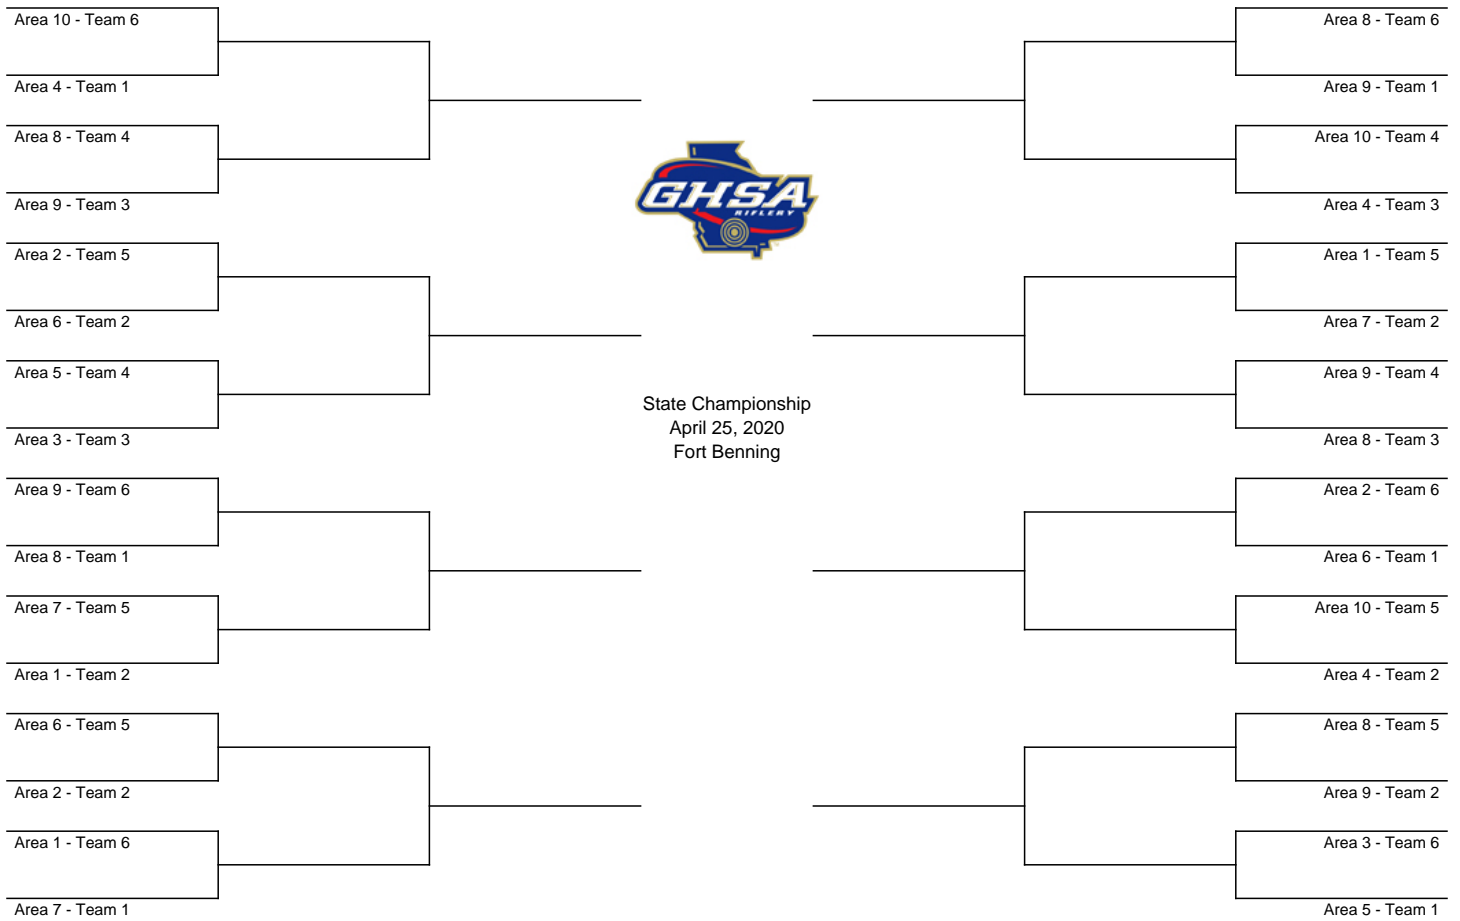 Area 10 - Team 6
Area 4 - Team 1
Area 8 - Team 4
Area 9 - Team 3
Area 2 - Team 5
Area 6 - Team 2
Area 5 - Team 4
Area 3 - Team 3
Area 9 - Team 6
Area 8 - Team 1
Area 7 - Team 5
Area 1 - Team 2
Area 6 - Team 5
Area 2 - Team 2
Area 1 - Team 6
Area 7 - Team 1
GHSA
RIFLERY
State Championship
April 25, 2020
Fort Benning
Area 8 - Team 6
Area 9 - Team 1
Area 10 - Team 4
Area 4 - Team 3
Area 1 - Team 5
Area 7 - Team 2
Area 9 - Team 4
Area 8 - Team 3
Area 2 - Team 6
Area 6 - Team 1
Area 10 - Team 5
Area 4 - Team 2
Area 8 - Team 5
Area 9 - Team 2
Area 3 - Team 6
Area 5 - Team 1